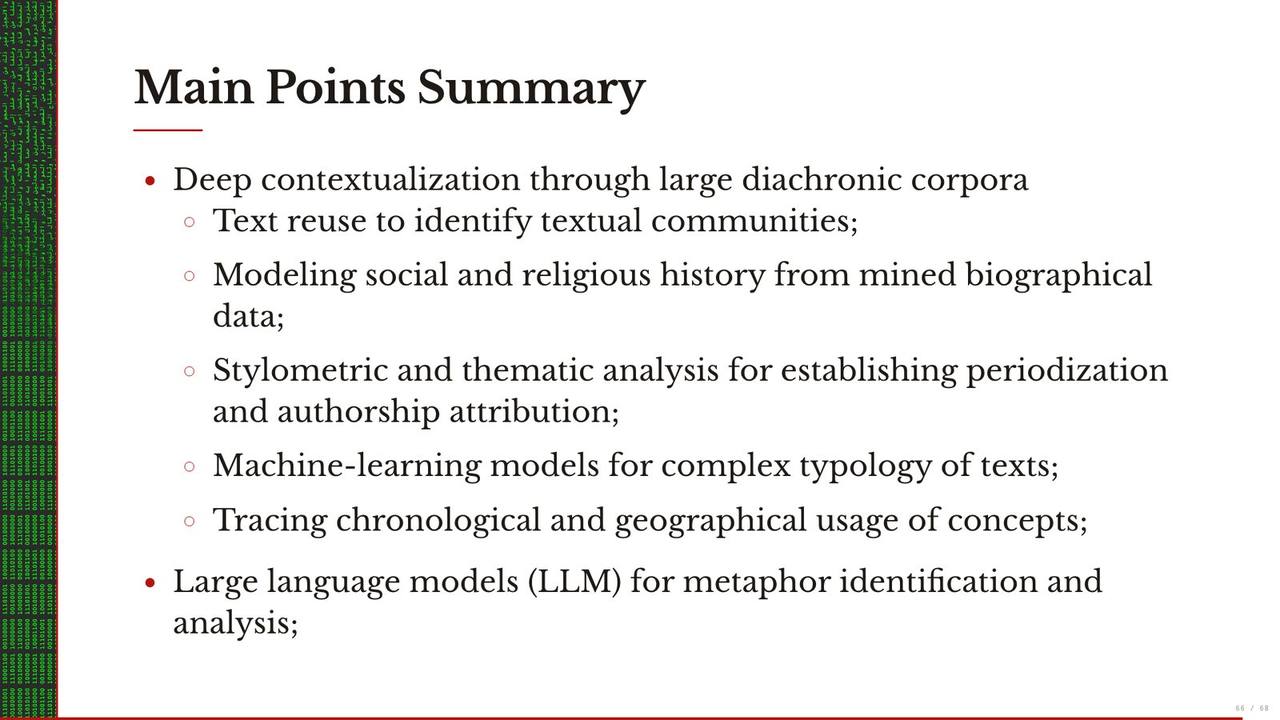 Main Points Summary
• Deep contextualization through large diachronic corpora
○ Text reuse to identify textual communities;
○ Modeling social and religious history from mined biographical
data;
○ Stylometric and thematic analysis for establishing periodization
and authorship attribution;
○ Machine-learning models for complex typology of texts;
○ Tracing chronological and geographical usage of concepts;
• Large language models (LLM) for metaphor identification and
analysis;
66 / 68